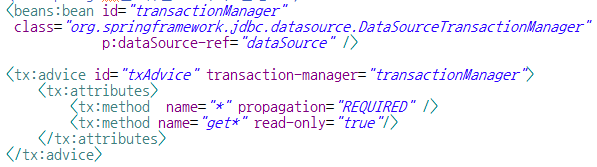 <beans:bean id="transactionManager"
class="org.springframework.jdbc.datasource.DataSourceTransactionManager"
p:dataSource-ref="dataSource" />
<tx:advice id="txAdvice" transaction-manager="transactionManager">
<tx:attributes>
<tx:method name="*" propagation="REQUIRED" />
<tx:method name="get*" read-only="true"/>
</tx:attributes>
</tx:advice>